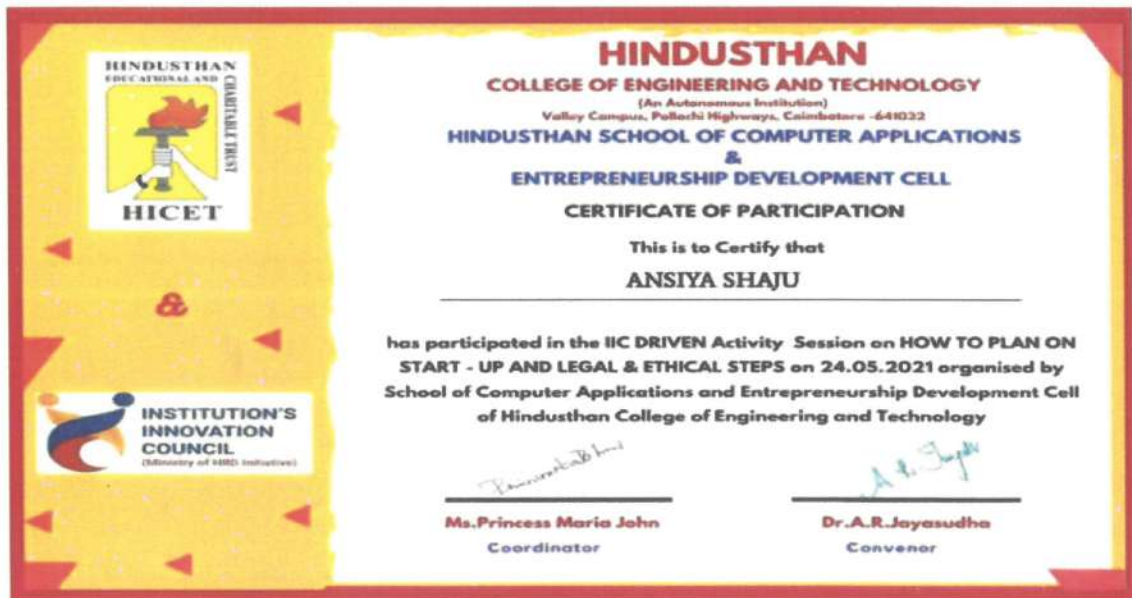 HINDUSTHAN
EDUCATIONAL AND
CHARITABLE TRUST
HICET
&
INSTITUTION'S
INNOVATION
COUNCIL
(Ministry of HRD Initiative)
HINDUSTHAN
COLLEGE OF ENGINEERING AND TECHNOLOGY
(An Autonomous Institution)
Valley Campus, Pollachi Highways, Coimbatore -641032
HINDUSTHAN SCHOOL OF COMPUTER APPLICATIONS
&
ENTREPRENEURSHIP DEVELOPMENT CELL
CERTIFICATE OF PARTICIPATION
This is to Certify that
ANSIYA SHAJU
has participated in the IIC DRIVEN Activity Session on HOW TO PLAN ON
START - UP AND LEGAL & ETHICAL STEPS on 24.05.2021 organised by
School of Computer Applications and Entrepreneurship Development Cell
of Hindusthan College of Engineering and Technology
Ms.Princess Maria John
Coordinator
Dr.A.R.Jayasudha
Convenor